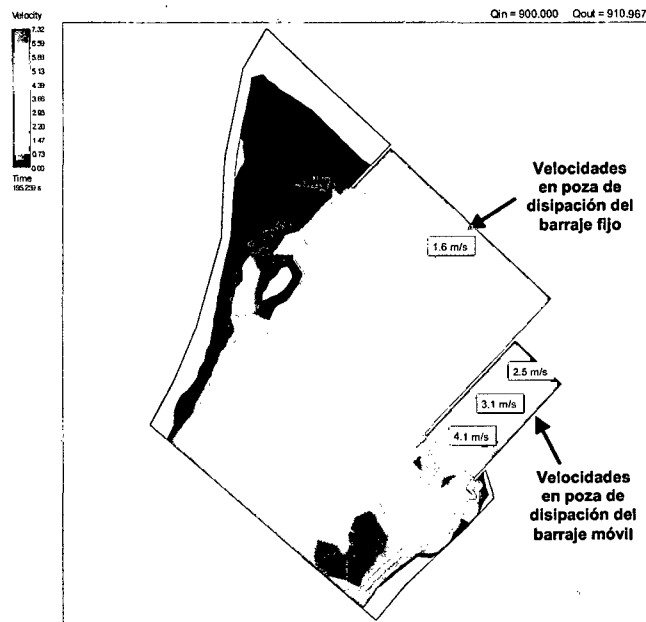 Velocity
Qin = 900.000 Qout = 910.967
7.32
6.59
5.86
5.13
4.39
3.66
2.93
2.20
1.47
0.73
0.00
Time
195.239 s
Velocidades
en poza de
disipación del
barraje fijo
1.6 m/s
2.5 m/s
3.1 m/s
4.1 m/s
Velocidades
en poza de
disipación del
barraje móvil